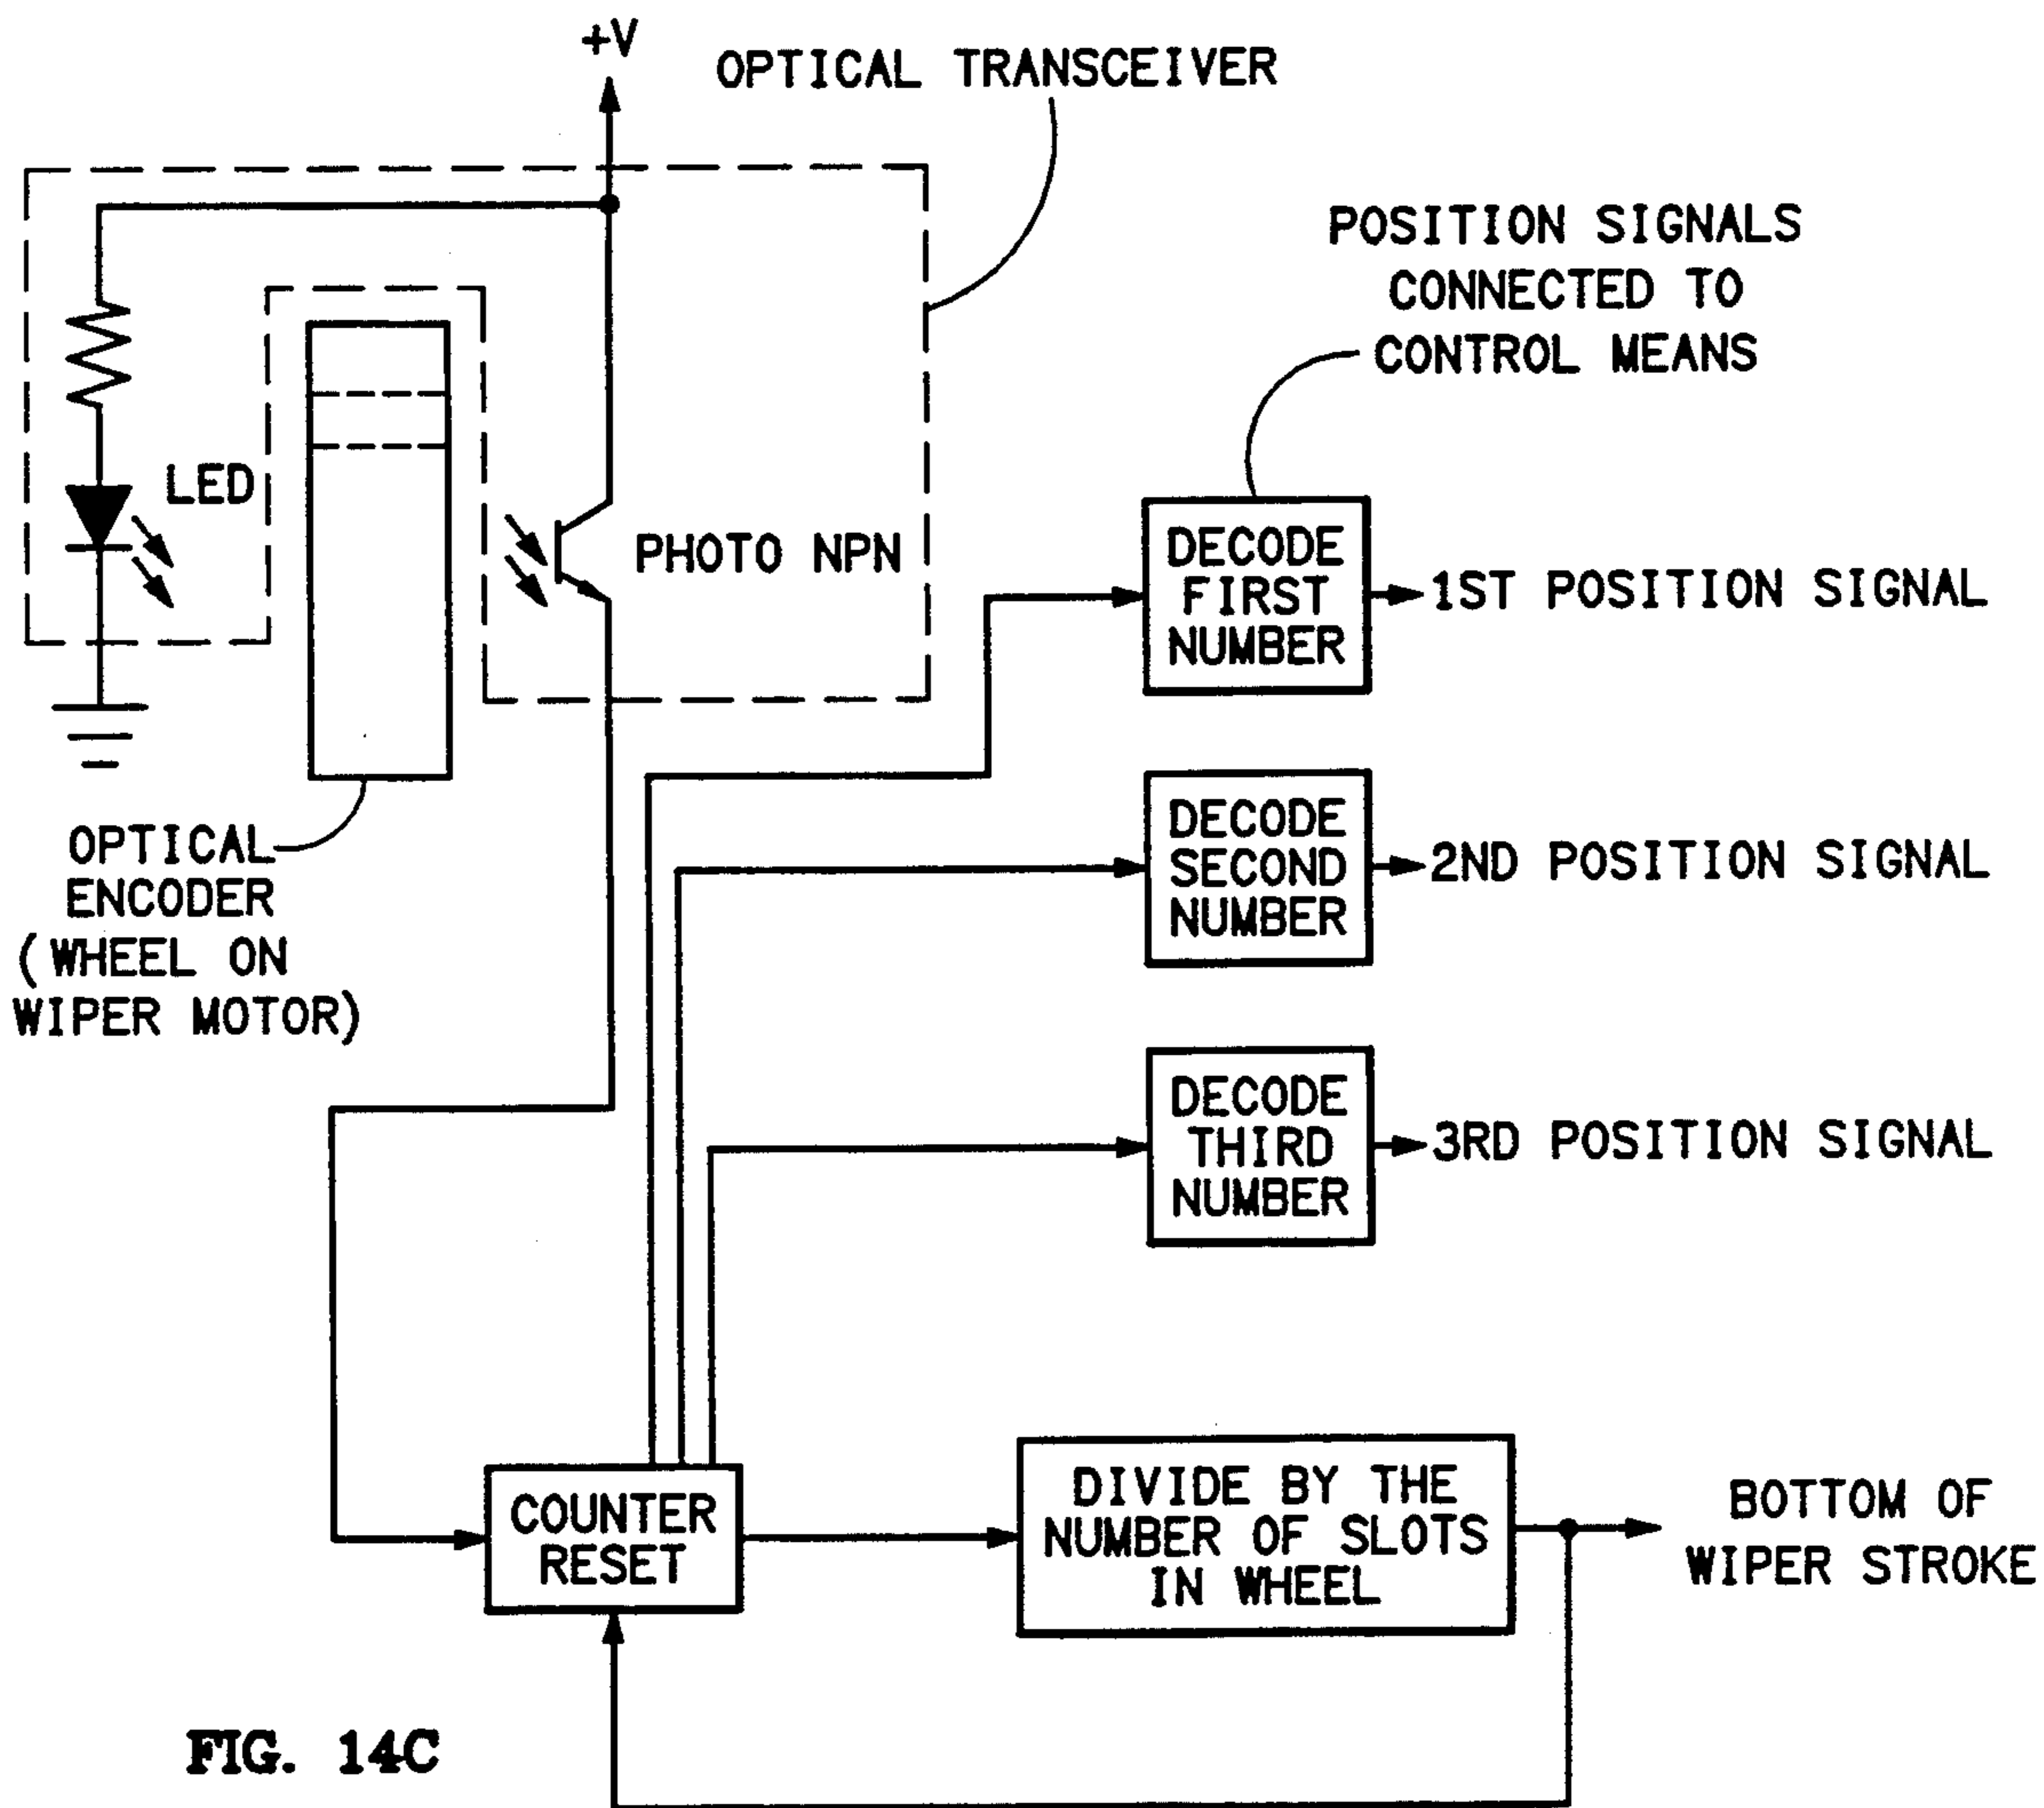 +V
OPTICAL TRANSCEIVER
POSITION SIGNALS
CONNECTED TO
CONTROL MEANS
LED
PHOTO NPN
DECODE
FIRST
NUMBER
1ST POSITION SIGNAL
DECODE
SECOND
NUMBER
2ND POSITION SIGNAL
OPTICAL
ENCODER
(WHEEL ON
WIPER MOTOR)
DECODE
THIRD
NUMBER
3RD POSITION SIGNAL
COUNTER
RESET
DIVIDE BY THE
NUMBER OF SLOTS
IN WHEEL
BOTTOM OF
WIPER STROKE
FIG. 14C